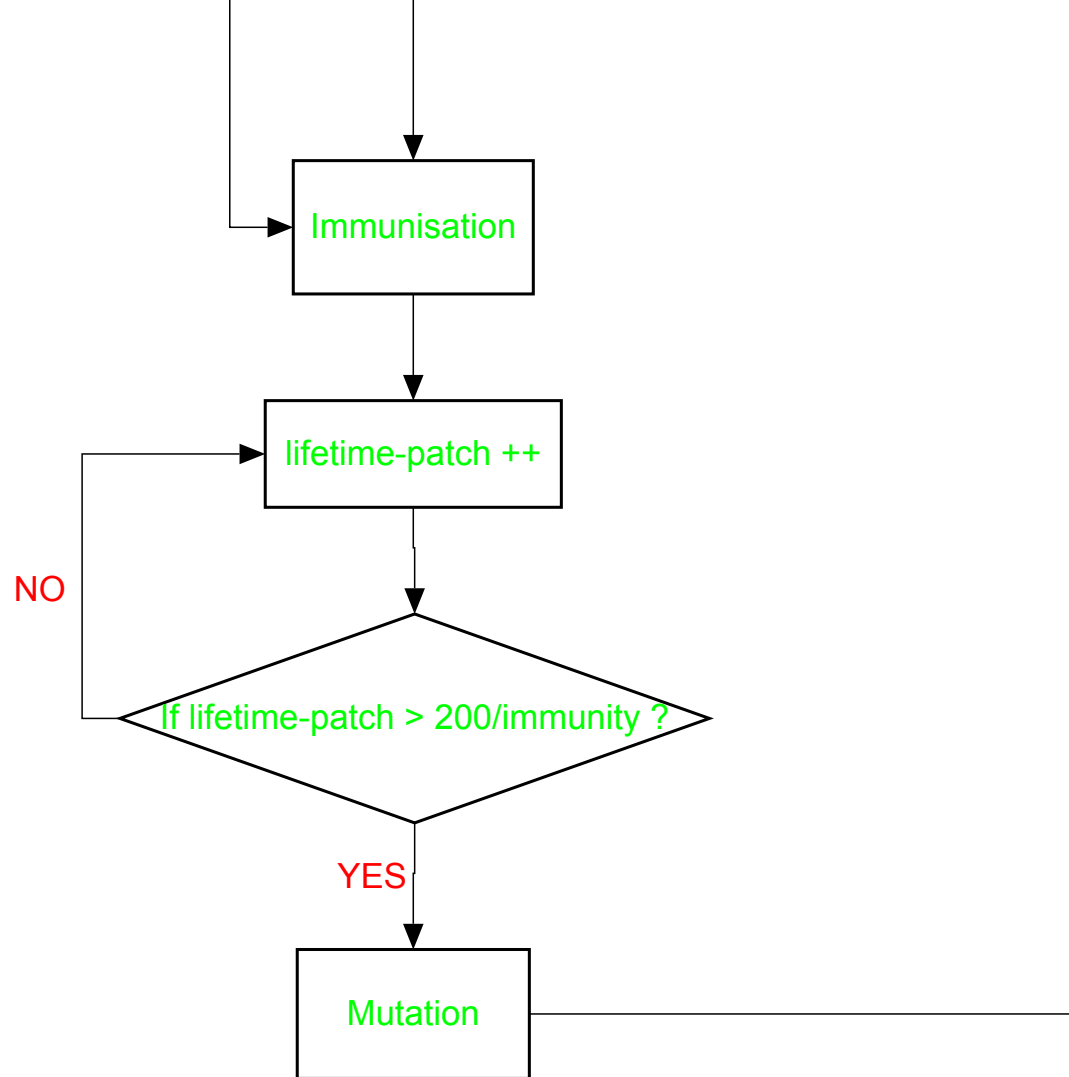 Immunisation
lifetime-patch ++
NO
If lifetime-patch > 200/immunity ?
YES
Mutation